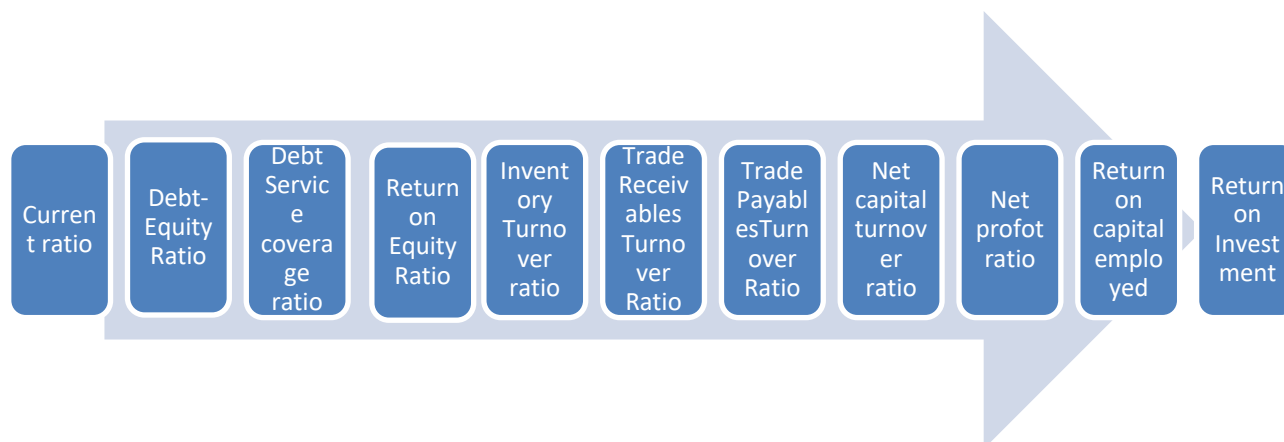 Curren
t ratio
Debt-
Equity
Ratio
Debt
Servic
e
covera
ge
ratio
Return
on
Equity
Ratio
Invent
ory
Turno
ver
ratio
Trade
Receiv
ables
Turno
ver
Ratio
Trade
Payabl
esTurn
over
Ratio
Net
capital
turnov
er
ratio
Net
profot
ratio
Return
on
capital
emplo
yed
Return
on
Invest
ment